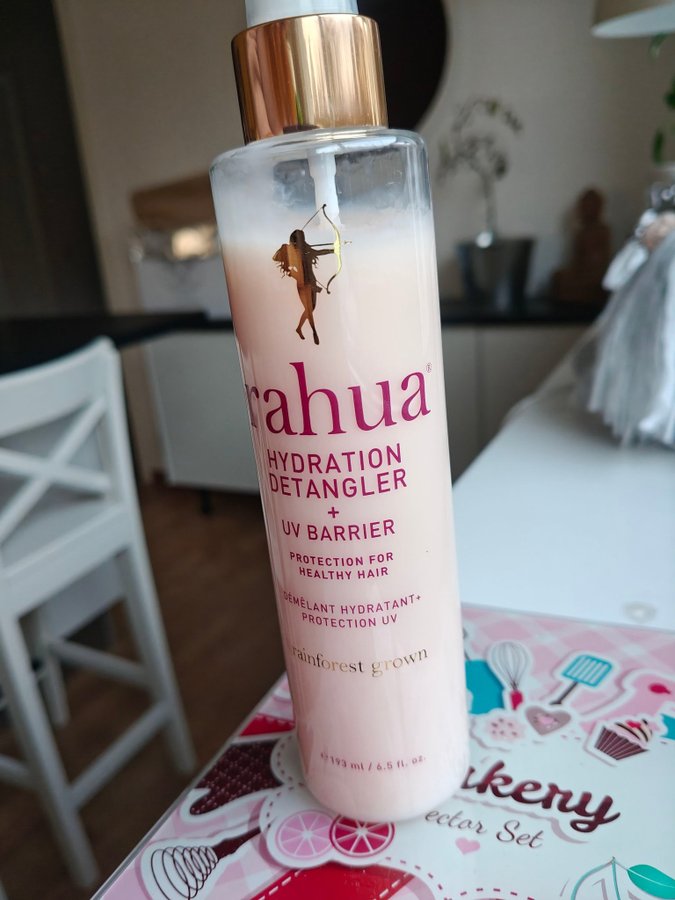 rahua®
HYDRATION
DETANGLER
+
UV BARRIER
PROTECTION FOR
HEALTHY HAIR
DÉMÊLANT HYDRATANT+
PROTECTION UV
rainforest grown
℮193 ml / 6.5 fl. oz.
akery
ector Set